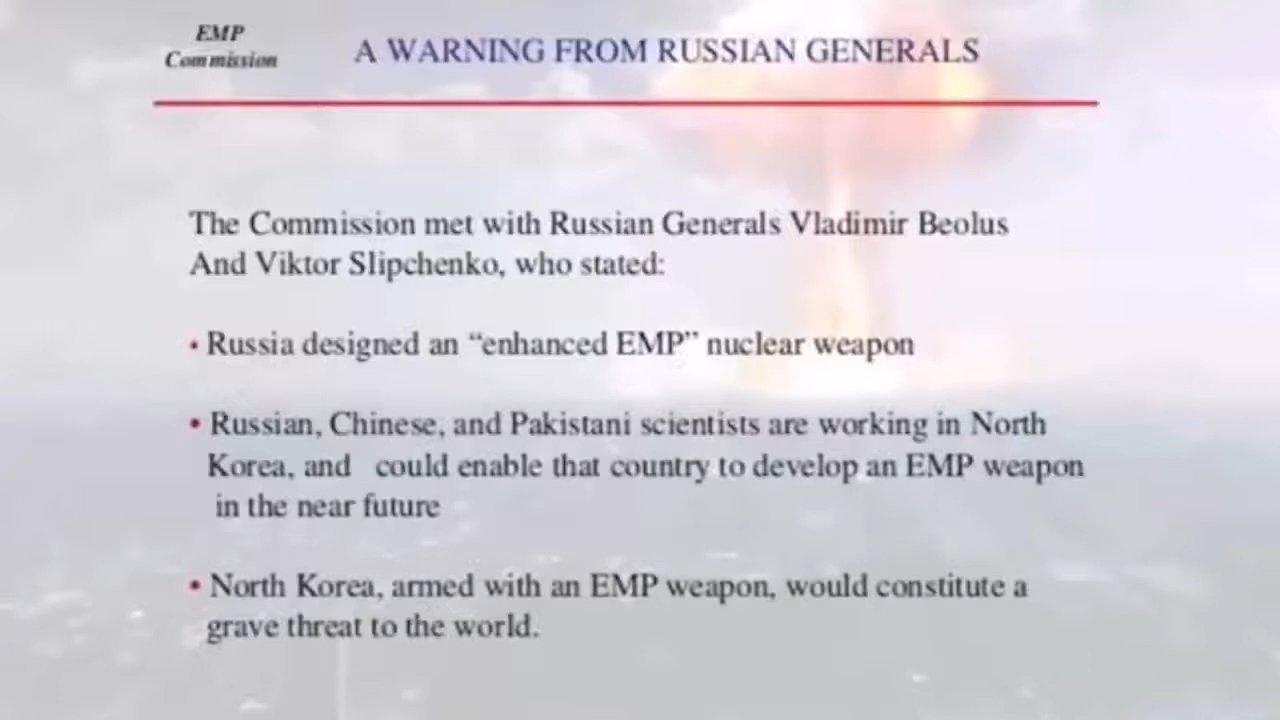 EMP
Commission
A WARNING FROM RUSSIAN GENERALS
The Commission met with Russian Generals Vladimir Beolus
And Viktor Slipchenko, who stated:
• Russia designed an “enhanced EMP” nuclear weapon
• Russian, Chinese, and Pakistani scientists are working in North
Korea, and could enable that country to develop an EMP weapon
in the near future
• North Korea, armed with an EMP weapon, would constitute a
grave threat to the world.